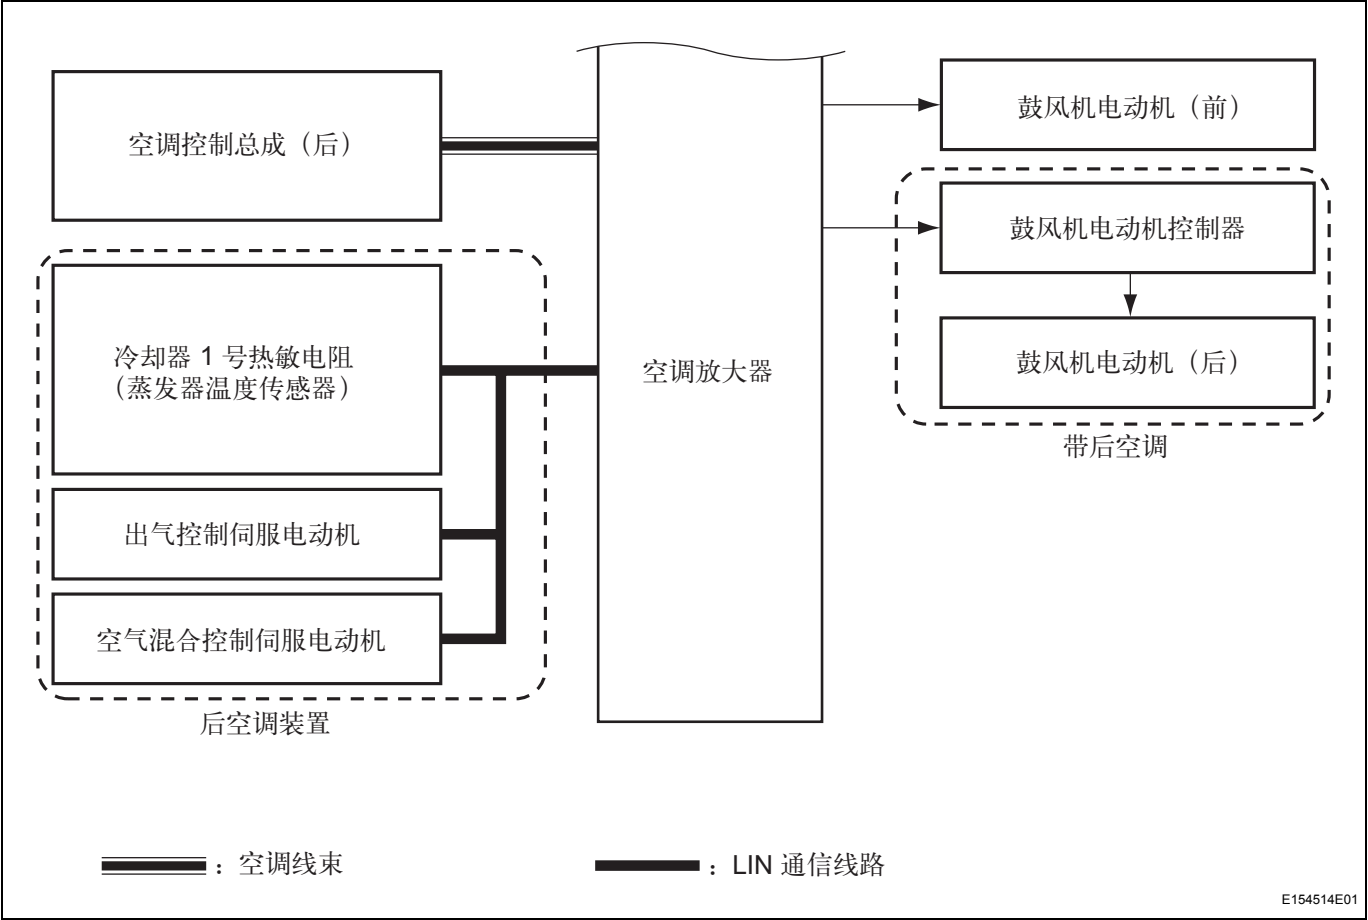 空调控制总成（后）
冷却器 1 号热敏电阻
（蒸发器温度传感器）
出气控制伺服电动机
空气混合控制伺服电动机
后空调装置
空调放大器
鼓风机电动机（前）
鼓风机电动机控制器
鼓风机电动机（后）
带后空调
：空调线束
：LIN 通信线路
E154514E01